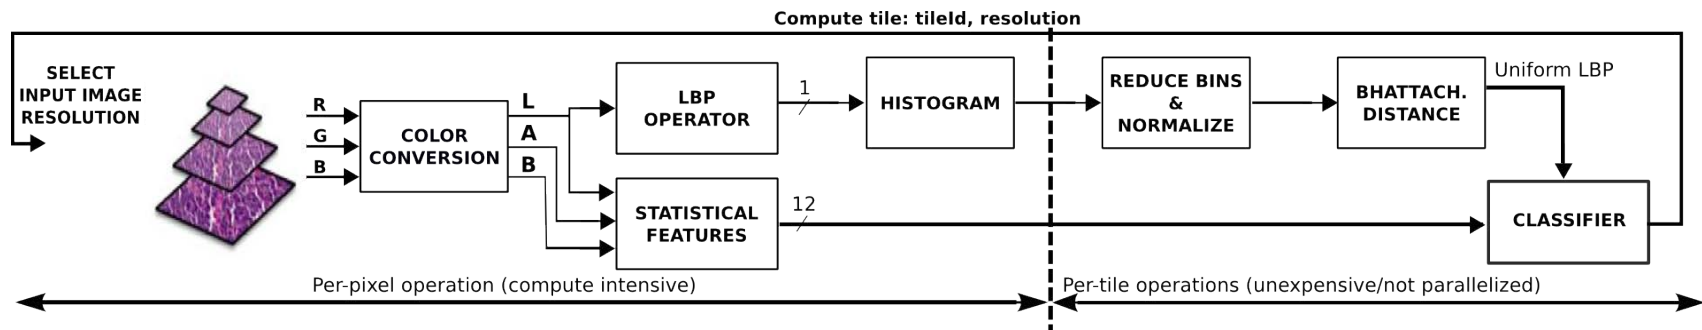 Compute tile: tileId, resolution
SELECT
INPUT IMAGE
RESOLUTION
R
G
B
COLOR
CONVERSION
L
A
B
LBP
OPERATOR
1
HISTOGRAM
REDUCE BINS
&
NORMALIZE
BHATTACH.
DISTANCE
Uniform LBP
STATISTICAL
FEATURES
12
CLASSIFIER
Per-pixel operation (compute intensive)
Per-tile operations (unexpensive/not parallelized)